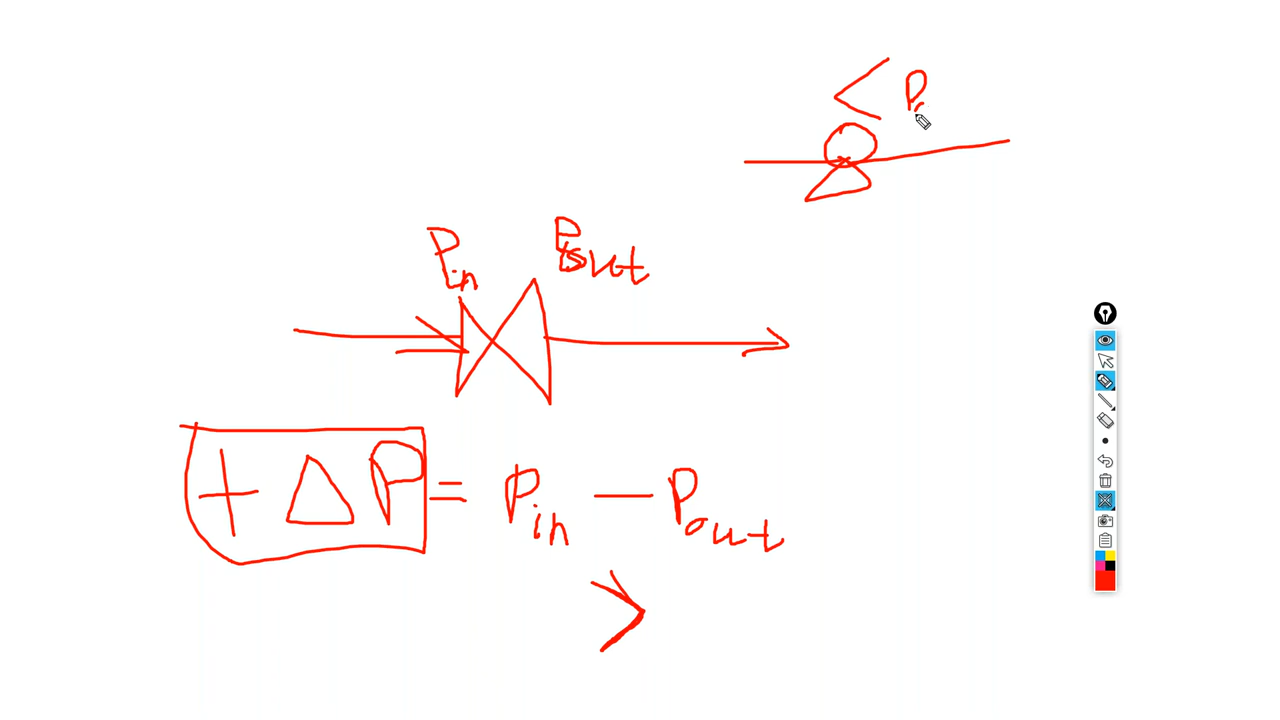 < P
Pin Pout
+ΔP = Pin − Pout
>